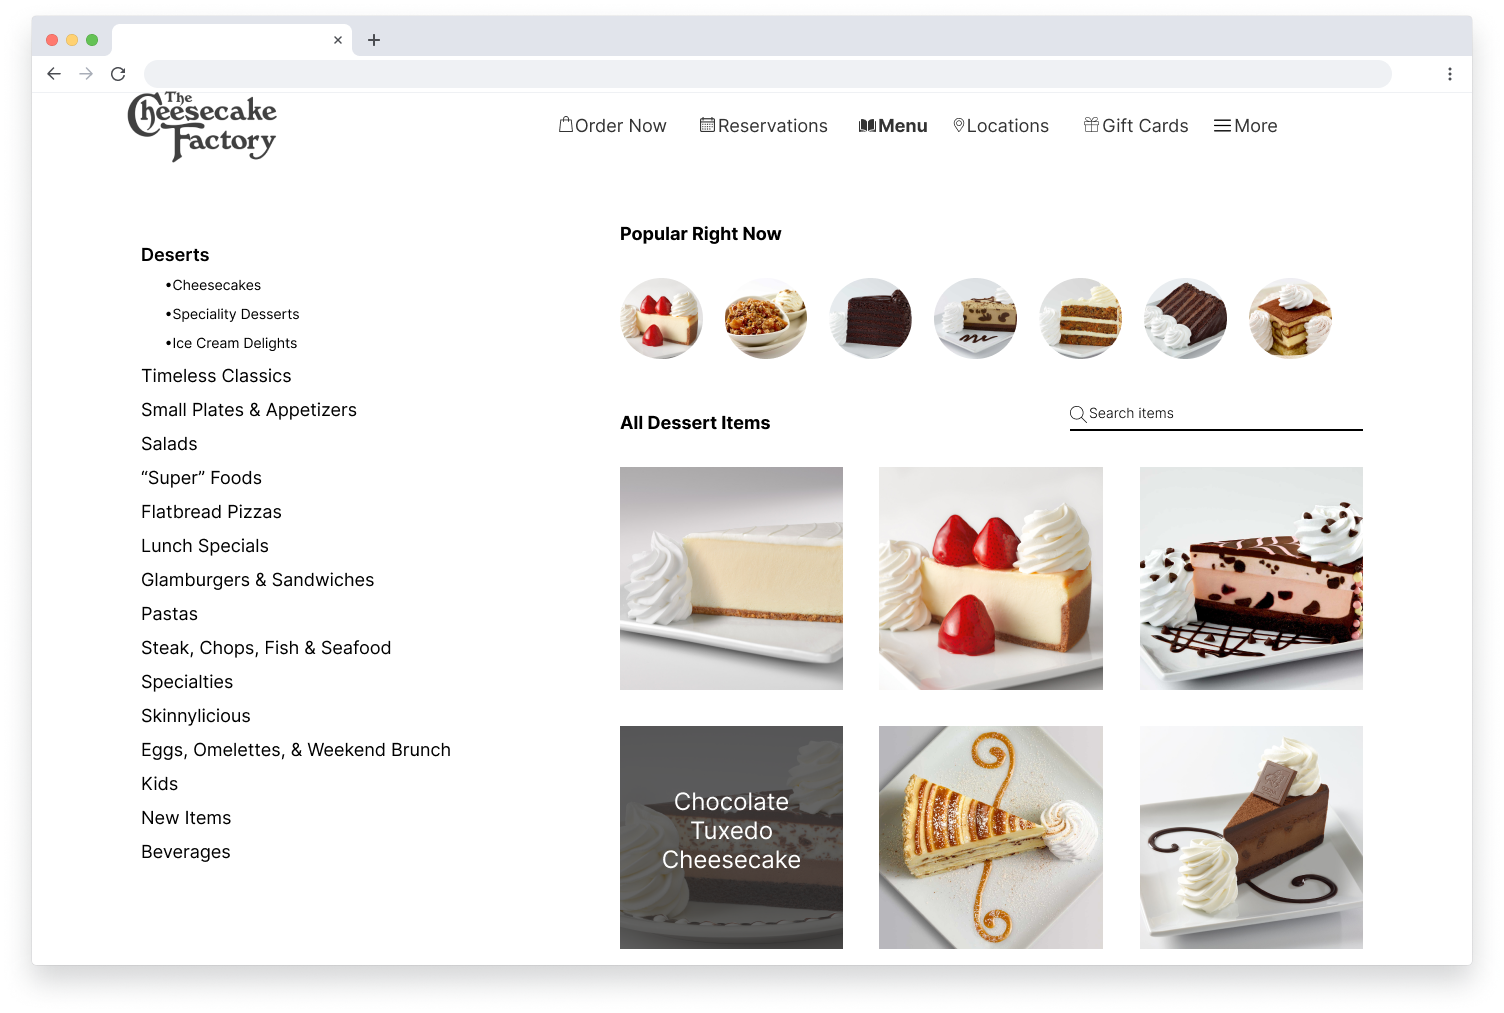 The
Cheesecake
Factory
Order Now
Reservations
Menu
Locations
Gift Cards
More
Deserts
•Cheesecakes
•Speciality Desserts
•Ice Cream Delights
Timeless Classics
Small Plates & Appetizers
Salads
“Super” Foods
Flatbread Pizzas
Lunch Specials
Glamburgers & Sandwiches
Pastas
Steak, Chops, Fish & Seafood
Specialties
Skinnylicious
Eggs, Omelettes, & Weekend Brunch
Kids
New Items
Beverages
Popular Right Now
All Dessert Items
Search items
Chocolate
Tuxedo
Cheesecake